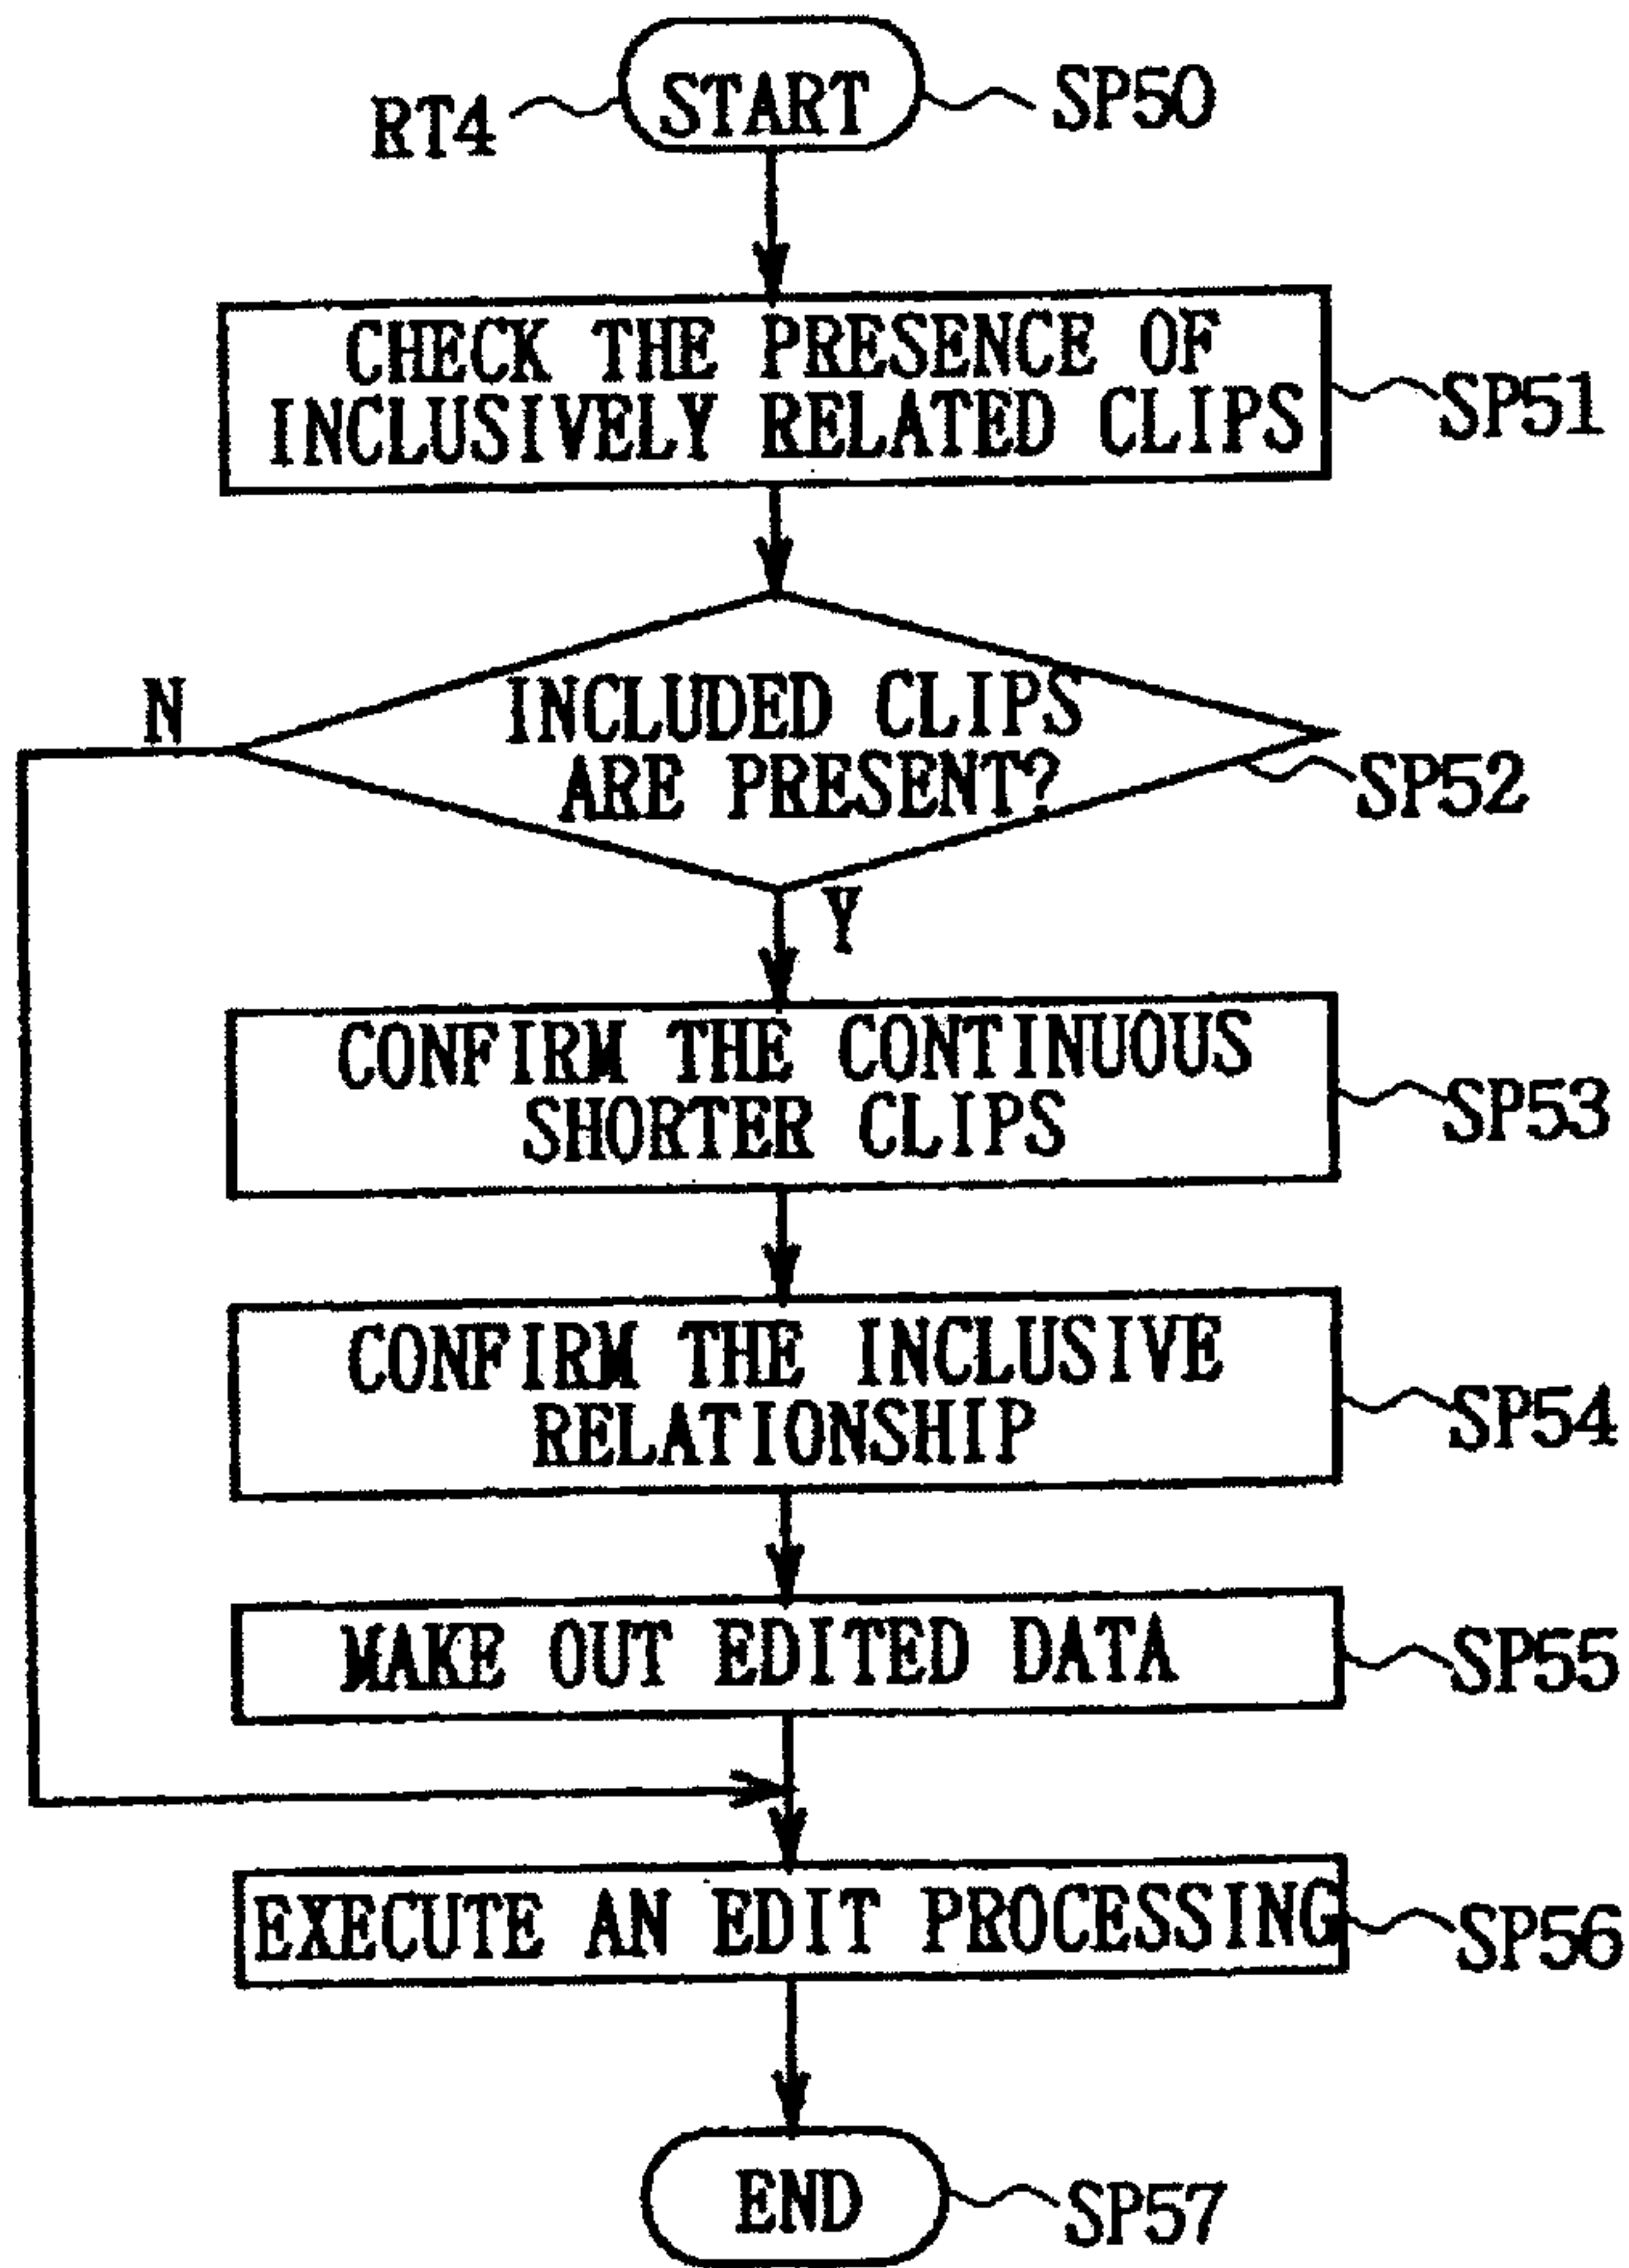 START
SP50
RT4
CHECK THE PRESENCE OF
INCLUSIVELY RELATED CLIPS
SP51
N
INCLUDED CLIPS
ARE PRESENT?
SP52
Y
CONFIRM THE CONTINUOUS
SHORTER CLIPS
SP53
CONFIRM THE INCLUSIVE
RELATIONSHIP
SP54
MAKE OUT EDITED DATA
SP55
EXECUTE AN EDIT PROCESSING
SP56
END
SP57